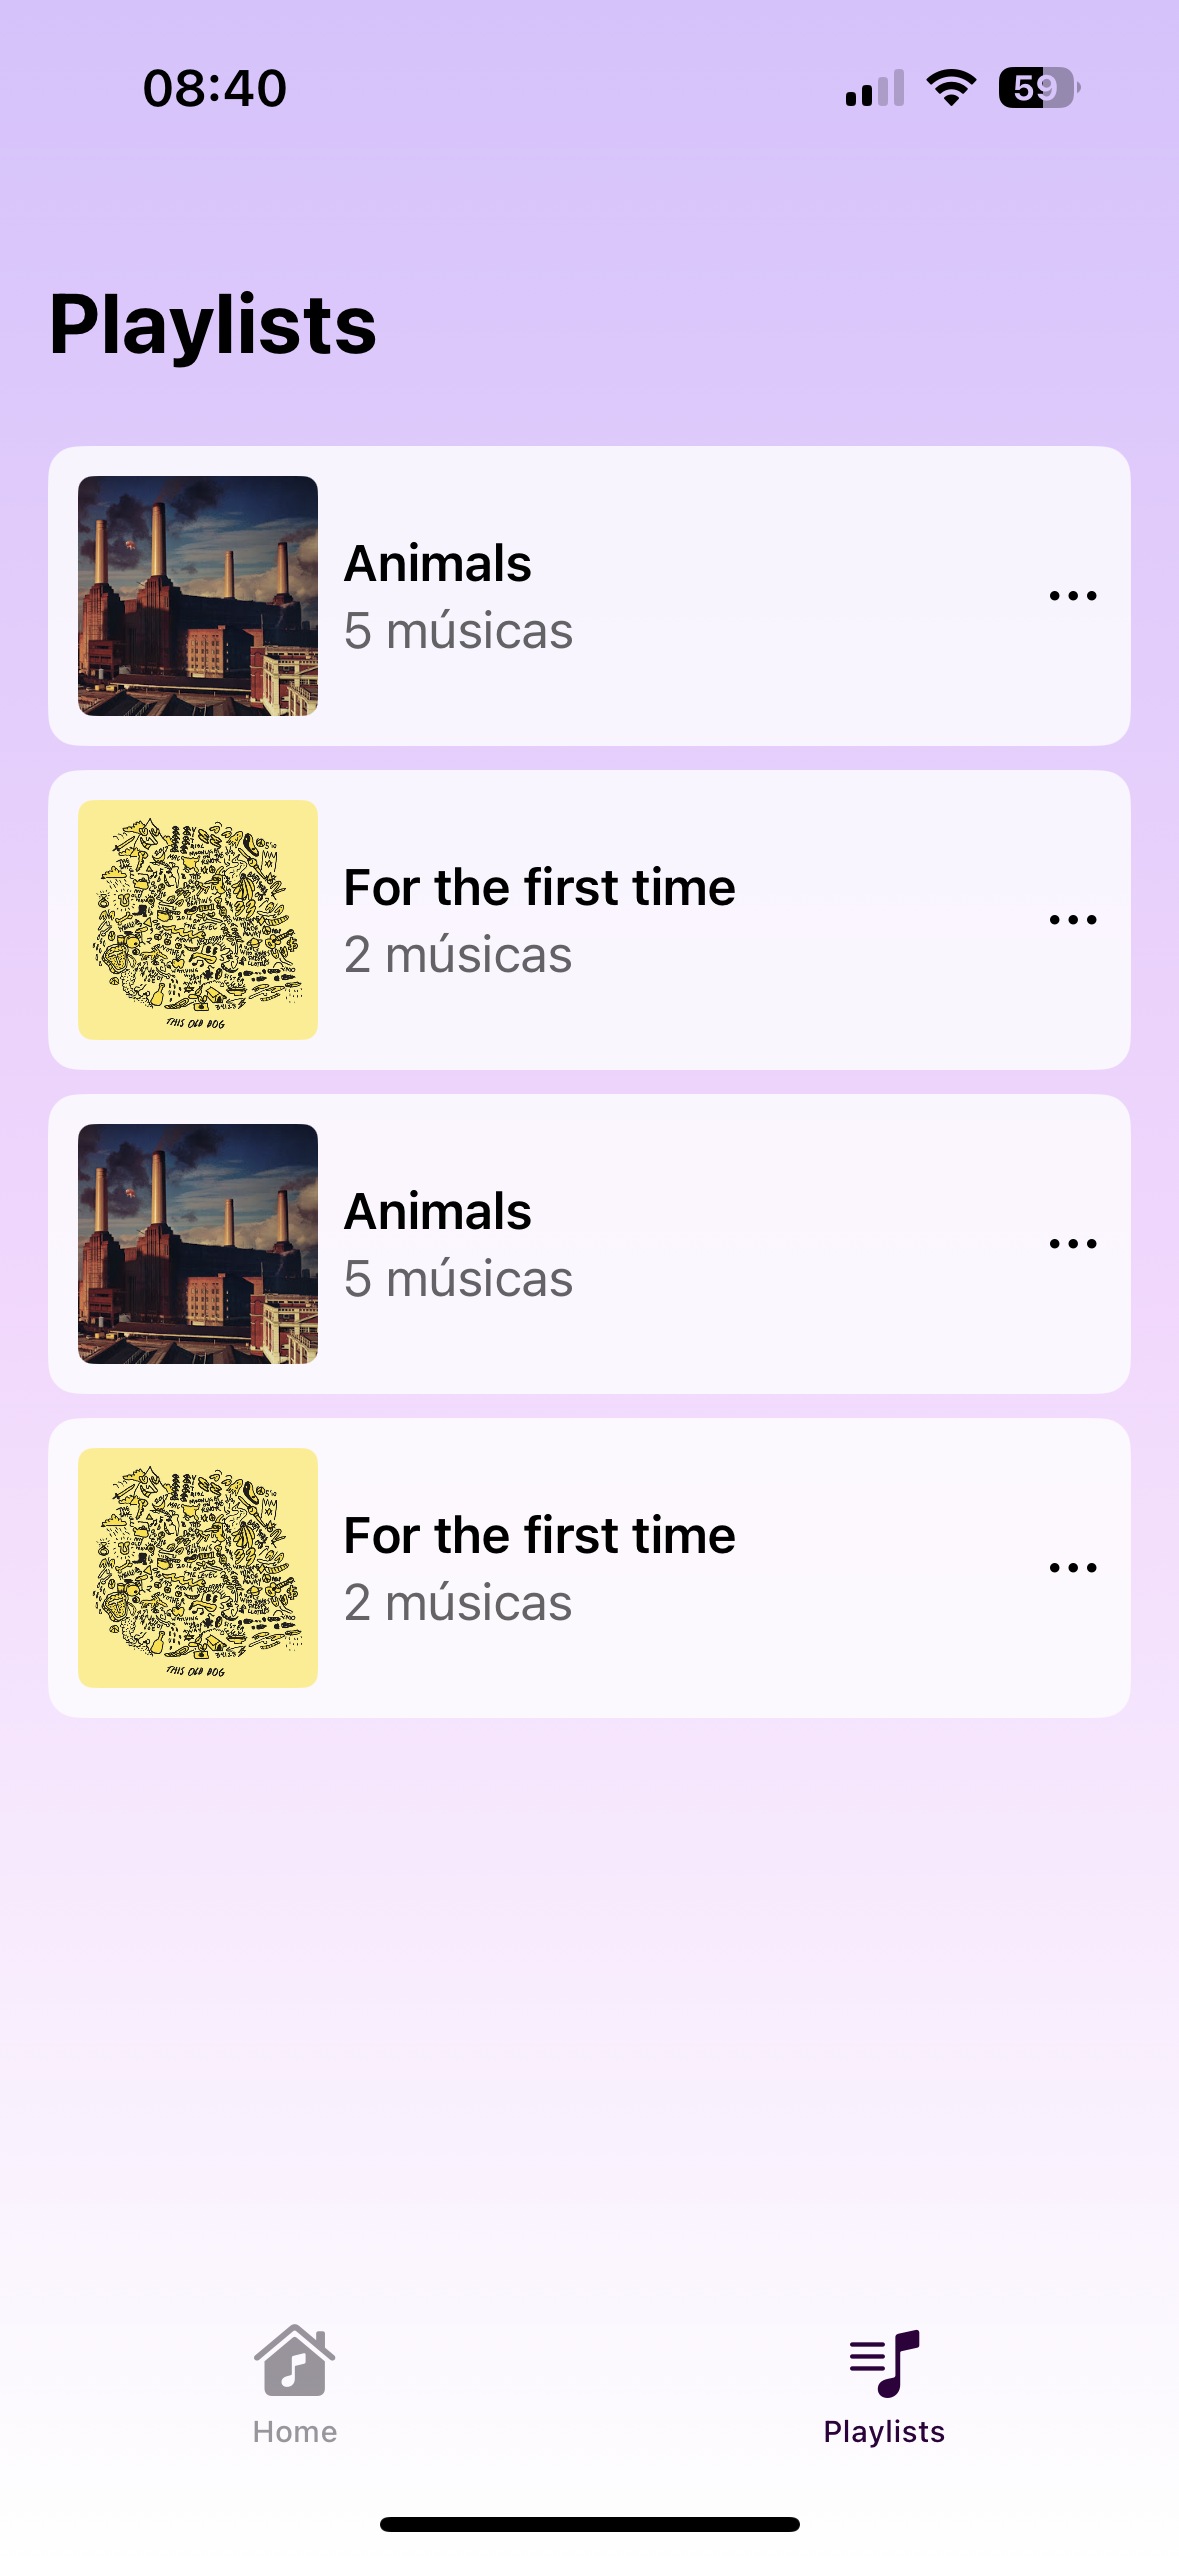 08:40
59
Playlists
Animals
5 músicas
For the first time
2 músicas
THIS OLD DOG
Animals
5 músicas
For the first time
2 músicas
THIS OLD DOG
Home
Playlists